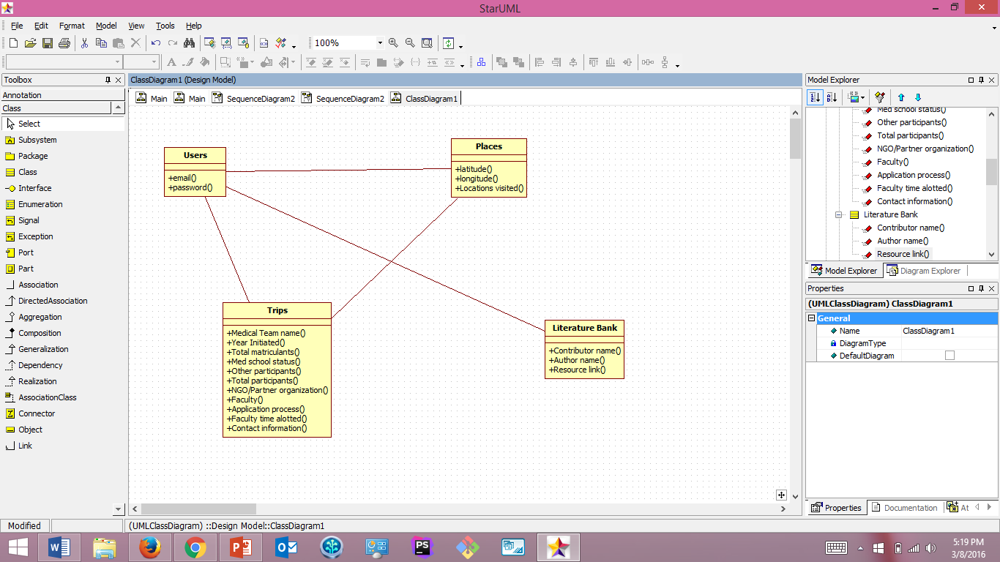 StarUML
File Edit Format Model View Tools Help
100%
Toolbox
ClassDiagram1 (Design Model)
Model Explorer
Annotation
Class
Main Main SequenceDiagram2 SequenceDiagram2 ClassDiagram1
Select
Subsystem
Package
Class
Interface
Enumeration
Signal
Exception
Port
Part
Association
DirectedAssociation
Aggregation
Composition
Generalization
Dependency
Realization
AssociationClass
Connector
Object
Link
Users
+email()
+password()
Places
+latitude()
+longitude()
+Locations visited()
Trips
+Medical Team name()
+Year Initiated()
+Total matriculants()
+Med school status()
+Other participants()
+Total participants()
+NGO/Partner organization()
+Faculty()
+Application process()
+Faculty time alotted()
+Contact information()
Literature Bank
+Contributor name()
+Author name()
+Resource link()
Med school status()
Other participants()
Total participants()
NGO/Partner organization()
Faculty()
Application process()
Faculty time alotted()
Contact information()
Literature Bank
Contributor name()
Author name()
Resource link()
Model Explorer Diagram Explorer
Properties
(UMLClassDiagram) ClassDiagram1
General
Name ClassDiagram1
DiagramType
DefaultDiagram
Properties Documentation At
Modified
(UMLClassDiagram) ::Design Model::ClassDiagram1
5:19 PM
3/8/2016